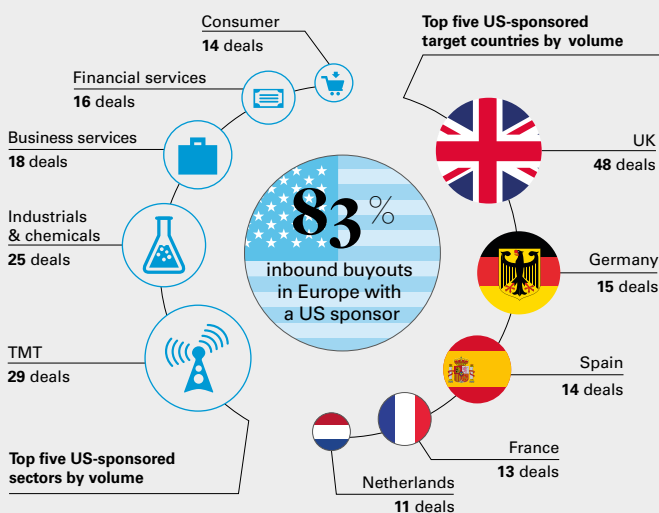 Consumer
14 deals
Financial services
16 deals
Business services
18 deals
Industrials
& chemicals
25 deals
TMT
29 deals
Top five US-sponsored
sectors by volume
83%
inbound buyouts
in Europe with
a US sponsor
Top five US-sponsored
target countries by volume
UK
48 deals
Germany
15 deals
Spain
14 deals
France
13 deals
Netherlands
11 deals